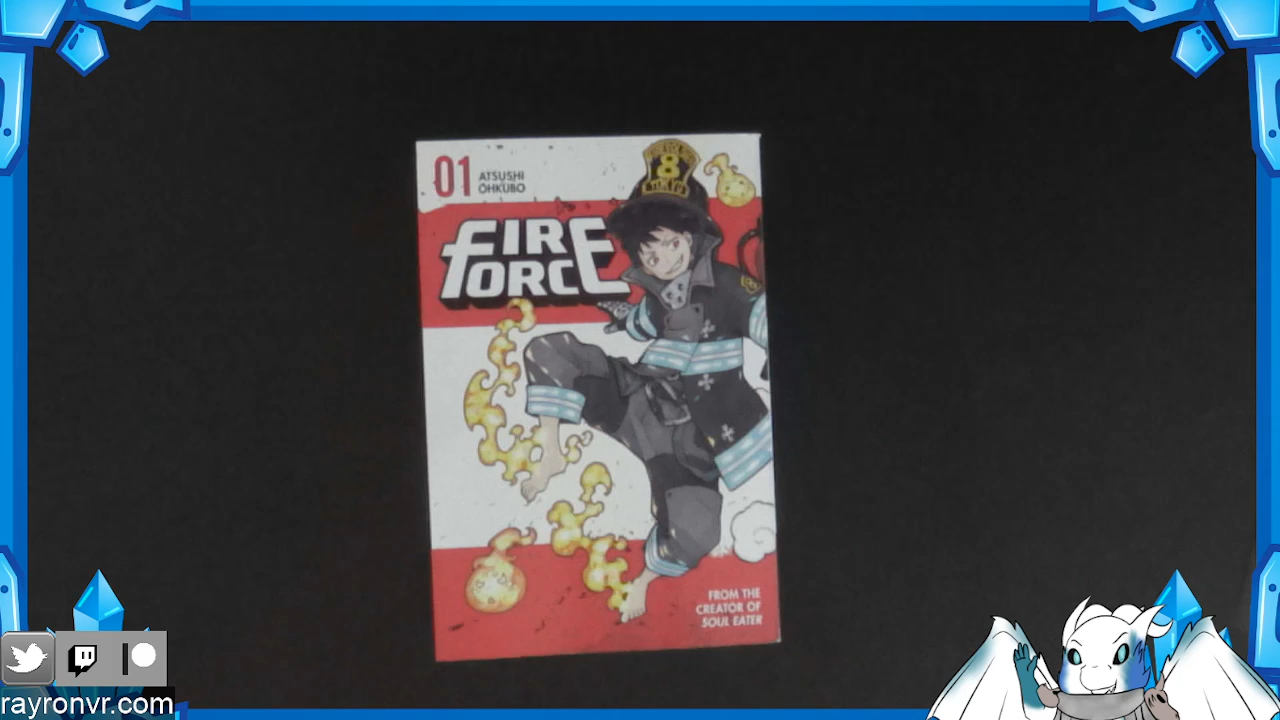 01
ATSUSHI
ŌHKUBO
8
FIRE
FORCE
FROM THE
CREATOR OF
SOUL EATER
rayronvr.com